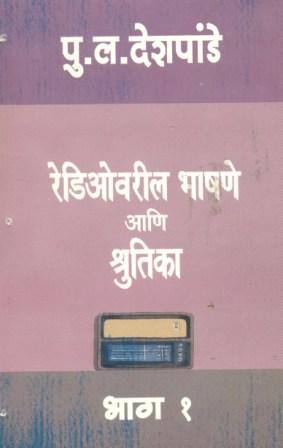 पु.ल.देशपांडे
रेडिओवरील भाषणे
आणि
श्रुतिका
भाग १